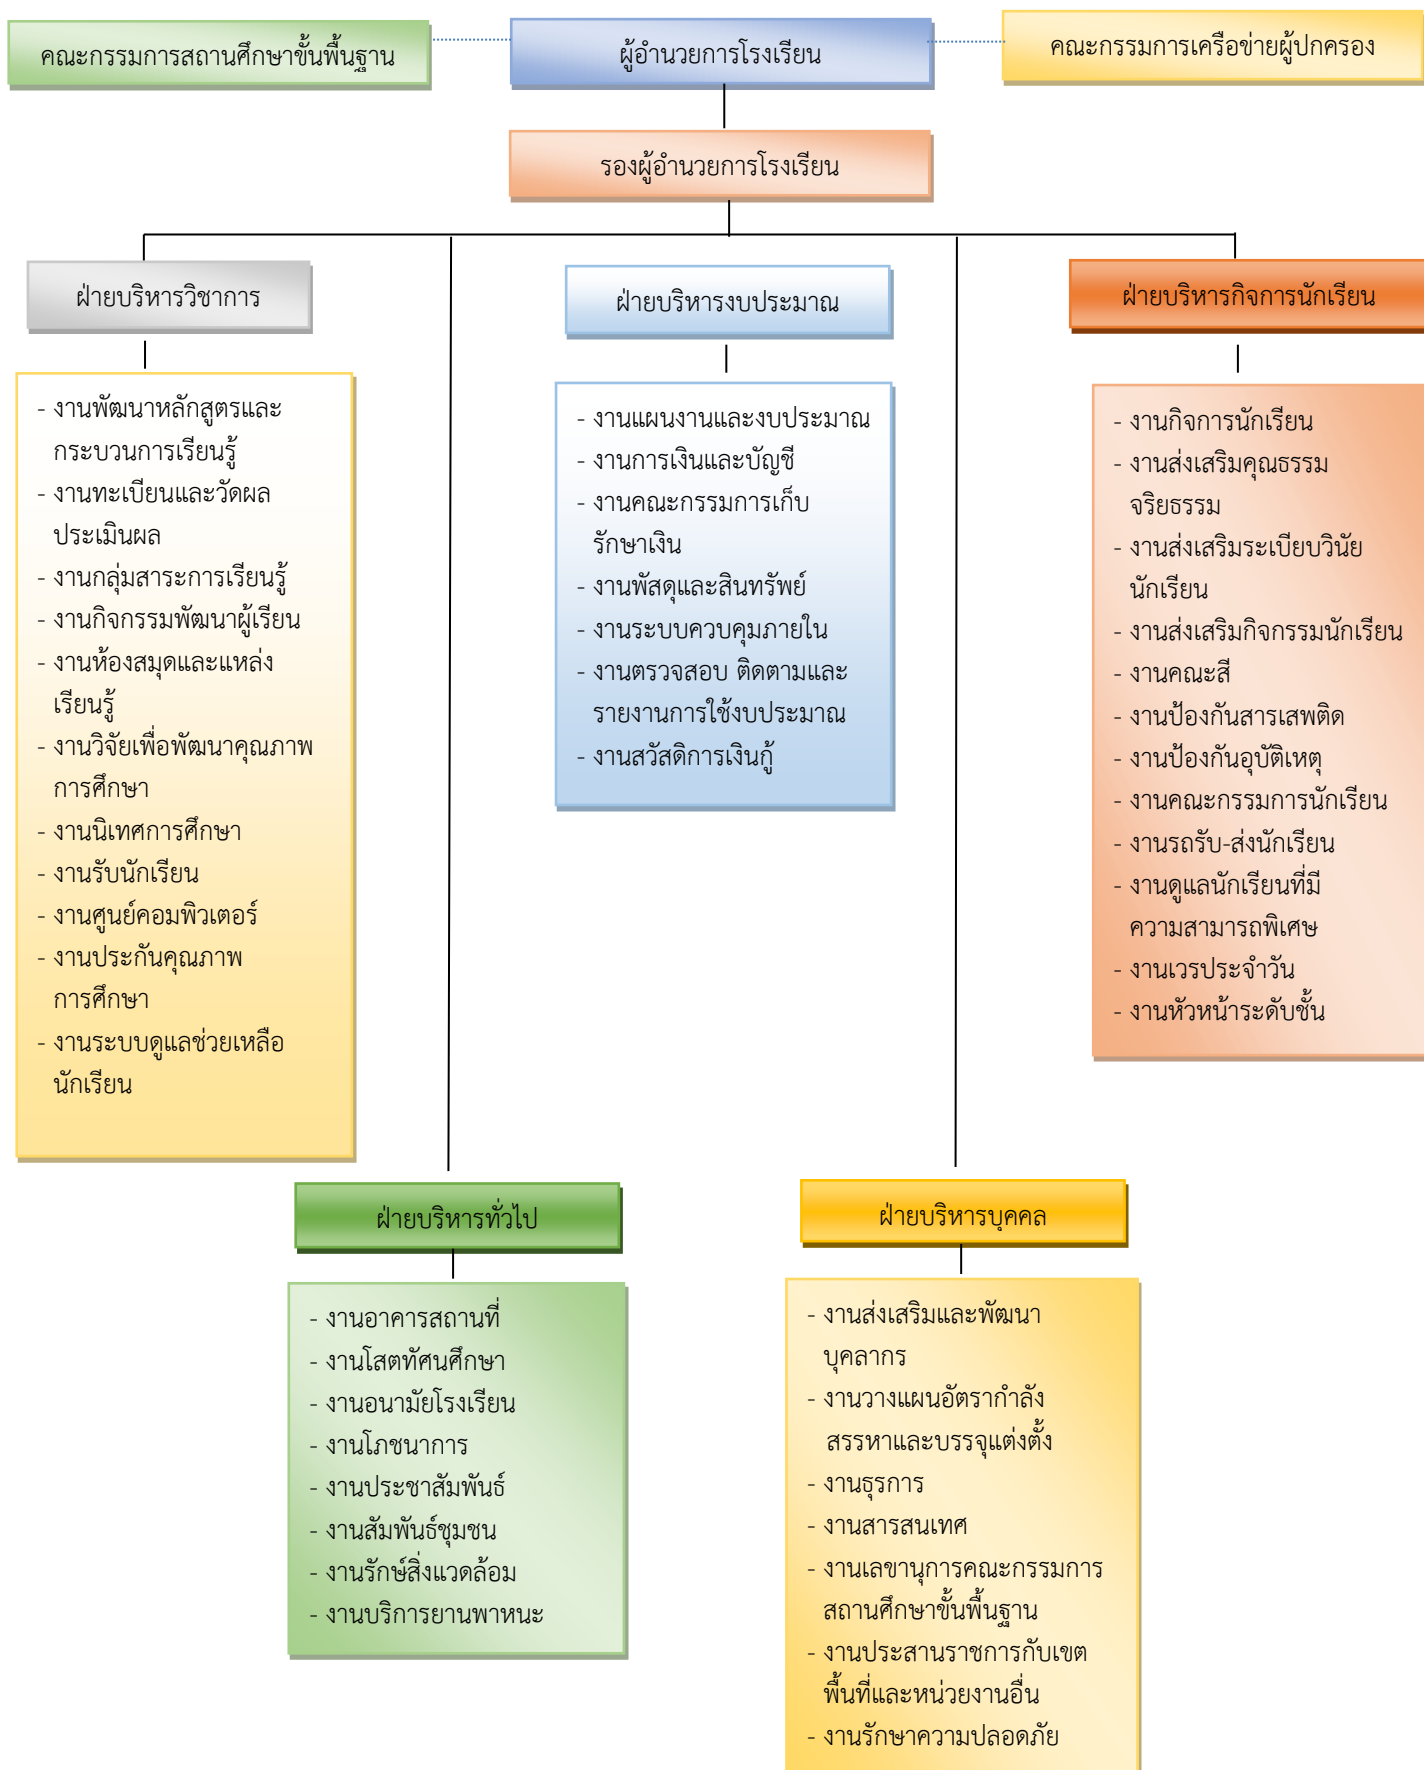 คณะกรรมการสถานศึกษาขั้นพื้นฐาน
ผู้อำนวยการโรงเรียน
คณะกรรมการเครือข่ายผู้ปกครอง
รองผู้อำนวยการโรงเรียน
ฝ่ายบริหารวิชาการ
- งานพัฒนาหลักสูตรและ
กระบวนการเรียนรู้
- งานทะเบียนและวัดผล
ประเมินผล
- งานกลุ่มสาระการเรียนรู้
- งานกิจกรรมพัฒนาผู้เรียน
- งานห้องสมุดและแหล่ง
เรียนรู้
- งานวิจัยเพื่อพัฒนาคุณภาพ
การศึกษา
- งานนิเทศการศึกษา
- งานรับนักเรียน
- งานศูนย์คอมพิวเตอร์
- งานประกันคุณภาพ
การศึกษา
- งานระบบดูแลช่วยเหลือ
นักเรียน
ฝ่ายบริหารงบประมาณ
- งานแผนงานและงบประมาณ
- งานการเงินและบัญชี
- งานคณะกรรมการเก็บ
รักษาเงิน
- งานพัสดุและสินทรัพย์
- งานระบบควบคุมภายใน
- งานตรวจสอบ ติดตามและ
รายงานการใช้งบประมาณ
- งานสวัสดิการเงินกู้
ฝ่ายบริหารกิจการนักเรียน
- งานกิจการนักเรียน
- งานส่งเสริมคุณธรรม
จริยธรรม
- งานส่งเสริมระเบียบวินัย
นักเรียน
- งานส่งเสริมกิจกรรมนักเรียน
- งานคณะสี
- งานป้องกันสารเสพติด
- งานป้องกันอุบัติเหตุ
- งานคณะกรรมการนักเรียน
- งานรถรับ-ส่งนักเรียน
- งานดูแลนักเรียนที่มี
ความสามารถพิเศษ
- งานเวรประจำวัน
- งานหัวหน้าระดับชั้น
ฝ่ายบริหารทั่วไป
- งานอาคารสถานที่
- งานโสตทัศนศึกษา
- งานอนามัยโรงเรียน
- งานโภชนาการ
- งานประชาสัมพันธ์
- งานสัมพันธ์ชุมชน
- งานรักษ์สิ่งแวดล้อม
- งานบริการยานพาหนะ
ฝ่ายบริหารบุคคล
- งานส่งเสริมและพัฒนา
บุคลากร
- งานวางแผนอัตรากำลัง
สรรหาและบรรจุแต่งตั้ง
- งานธุรการ
- งานสารสนเทศ
- งานเลขานุการคณะกรรมการ
สถานศึกษาขั้นพื้นฐาน
- งานประสานราชการกับเขต
พื้นที่และหน่วยงานอื่น
- งานรักษาความปลอดภัย